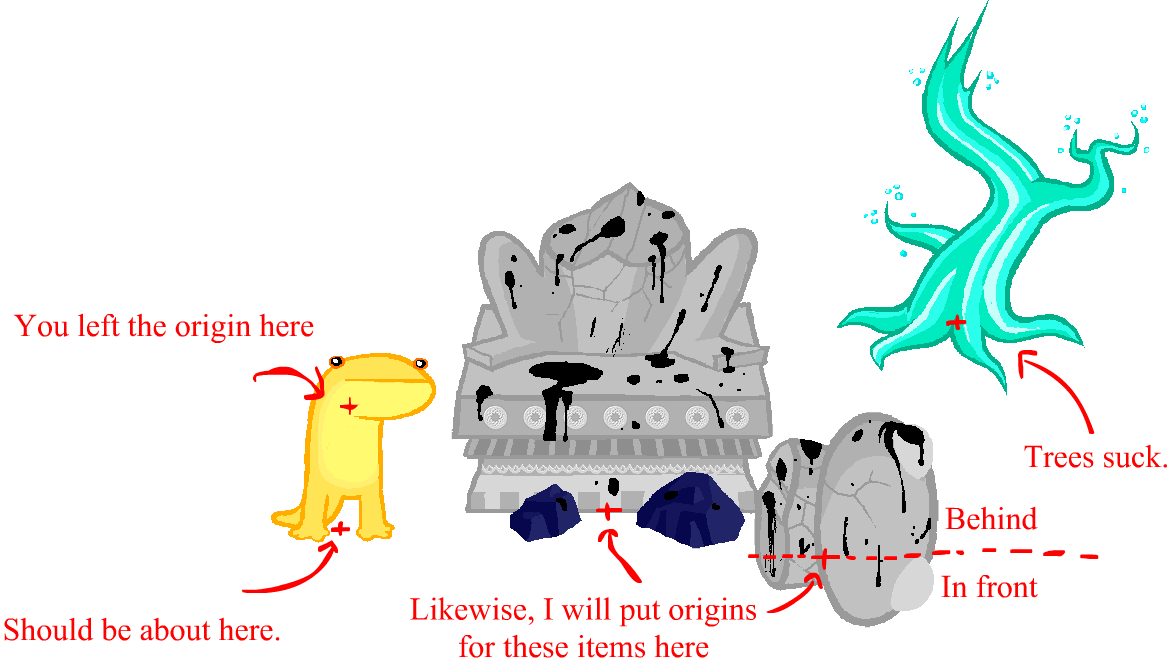 You left the origin here
Trees suck.
Behind
In front
Likewise, I will put origins
for these items here
Should be about here.